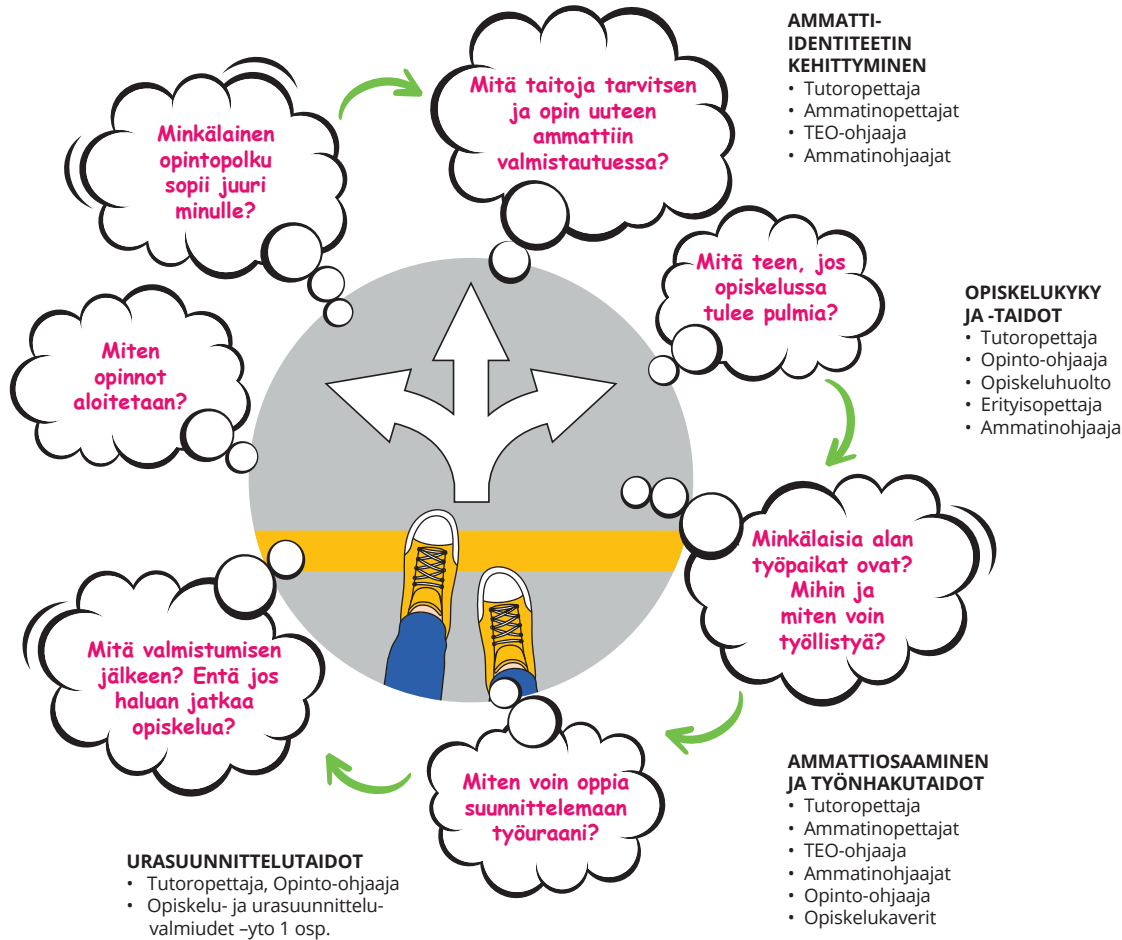 Miten
opinnot
aloitetaan?
Minkälainen
opintopolku
sopii juuri
minulle?
Mitä taitoja tarvitsen
ja opin uuteen
ammattiin
valmistautuessa?
AMMATTI-
IDENTITEETIN
KEHITTYMINEN
• Tutoropettaja
• Ammatinopettajat
• TEO-ohjaaja
• Ammatinohjaajat
Mitä teen, jos
opiskelussa
tulee pulmia?
OPISKELUKYKY
JA -TAIDOT
• Tutoropettaja
• Opinto-ohjaaja
• Opiskeluhuolto
• Erityisopettaja
• Ammatinohjaaja
Minkälaisia alan
työpaikat ovat?
Mihin ja
miten voin
työllistyä?
AMMATTIOSAAMINEN
JA TYÖNHAKUTAIDOT
• Tutoropettaja
• Ammatinopettajat
• TEO-ohjaaja
• Ammatinohjaajat
• Opinto-ohjaaja
• Opiskelukaverit
Miten voin oppia
suunnittelemaan
työuraani?
Mitä valmistumisen
jälkeen? Entä jos
haluan jatkaa
opiskelua?
URASUUNNITTELUTAIDOT
• Tutoropettaja, Opinto-ohjaaja
• Opiskelu- ja urasuunnittelu-
valmiudet –yto 1 osp.